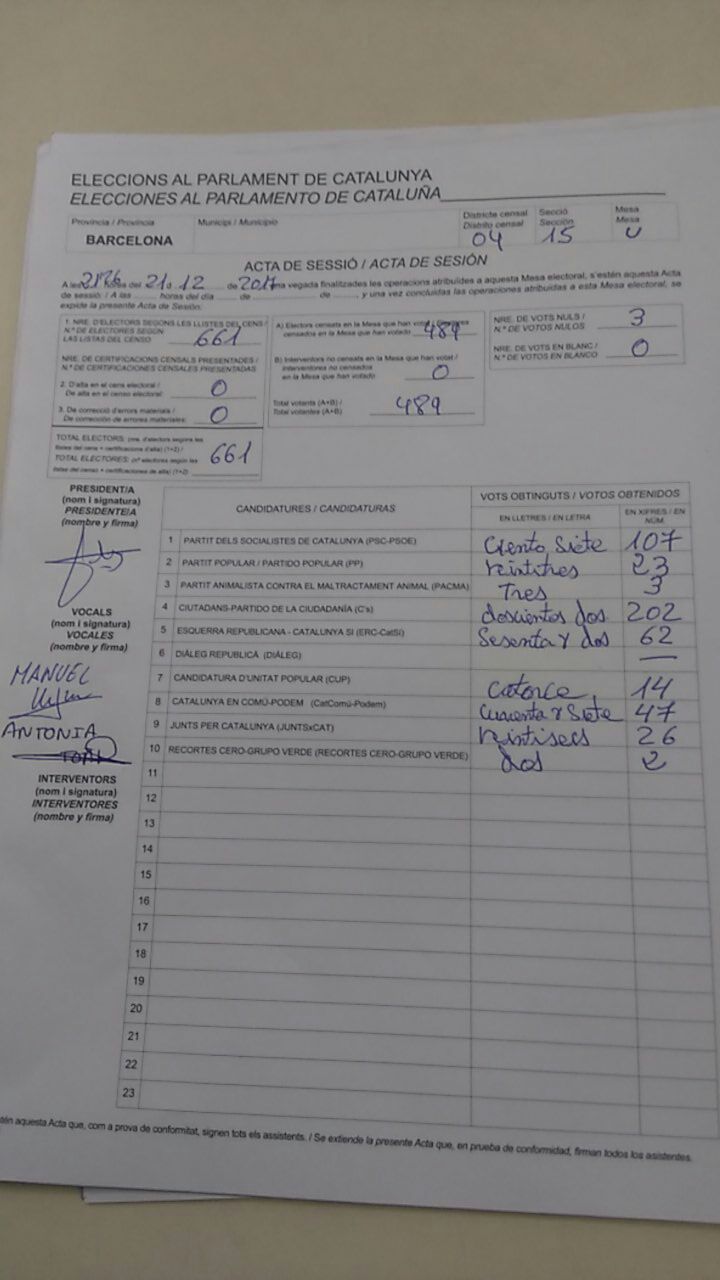 ELECCIONS AL PARLAMENT DE CATALUNYA
ELECCIONES AL PARLAMENTO DE CATALUÑA
Província / Provincia
BARCELONA
Municipi / Municipio
Districte censal
Distrito censal
04
Secció
Sección
15
Mesa
Mesa
U
ACTA DE SESSIÓ / ACTA DE SESIÓN
A les 21'26 hores del 21 d 12 de 2017 una vegada finalitzades les operacions atribuïdes a aquesta Mesa electoral, s'estén aquesta Acta
de sessió / A las horas del día de de , y una vez concluidas las operaciones atribuidas a esta Mesa electoral, se
expide la presente Acta de Sesión:
1. NRE. D'ELECTORS SEGONS LES LLISTES DEL CENS /
N.º DE ELECTORES SEGÚN
LAS LISTAS DEL CENSO 661
NRE. DE CERTIFICACIONS CENSALS PRESENTADES /
N.º DE CERTIFICACIONES CENSALES PRESENTADAS
2. D'alta en el cens electoral /
De alta en el censo electoral: 0
3. De correcció d'errors materials /
De corrección de errores materiales: 0
TOTAL ELECTORS: (nre. d'electors segons les
llistes del cens + certificacions d'alta) (1+2) /
TOTAL ELECTORES: (nº electores según las
listas del censo + certificaciones de alta) (1+2) 661
A) Electors censats en la Mesa que han votat / Electores
censados en la Mesa que han votado 489
B) Interventors no censats en la Mesa que han votat /
Interventores no censados
en la Mesa que han votado 0
Total votants (A+B) /
Total votantes (A+B) 489
NRE. DE VOTS NULS /
N.º DE VOTOS NULOS 3
NRE. DE VOTS EN BLANC /
N.º DE VOTOS EN BLANCO 0
PRESIDENT/A
(nom i signatura)
PRESIDENTE/A
(nombre y firma)
VOCALS
(nom i signatura)
VOCALES
(nombre y firma)
MANUEL
ANTONIA
INTERVENTORS
(nom i signatura)
INTERVENTORES
(nombre y firma)
CANDIDATURES / CANDIDATURAS
VOTS OBTINGUTS / VOTOS OBTENIDOS
EN LLETRES / EN LETRA
EN XIFRES / EN NÚM.
1 PARTIT DELS SOCIALISTES DE CATALUNYA (PSC-PSOE) Ciento Siete 107
2 PARTIT POPULAR / PARTIDO POPULAR (PP) veintitres 23
3 PARTIT ANIMALISTA CONTRA EL MALTRACTAMENT ANIMAL (PACMA) Tres 3
4 CIUTADANS-PARTIDO DE LA CIUDADANÍA (C's) doscientos dos 202
5 ESQUERRA REPUBLICANA - CATALUNYA SÍ (ERC-CatSí) Sesenta y dos 62
6 DIÀLEG REPUBLICÀ (DIÀLEG) —
7 CANDIDATURA D'UNITAT POPULAR (CUP) Catorce 14
8 CATALUNYA EN COMÚ-PODEM (CatComú-Podem) Cuarenta y Siete 47
9 JUNTS PER CATALUNYA (JUNTSxCAT) veintiseis 26
10 RECORTES CERO-GRUPO VERDE (RECORTES CERO-GRUPO VERDE) dos 2
11
12
13
14
15
16
17
18
19
20
21
22
23
aquesta Acta que, com a prova de conformitat, signen tots els assistents. / Se extiende la presente Acta que, en prueba de conformidad, firman todos los asistentes.